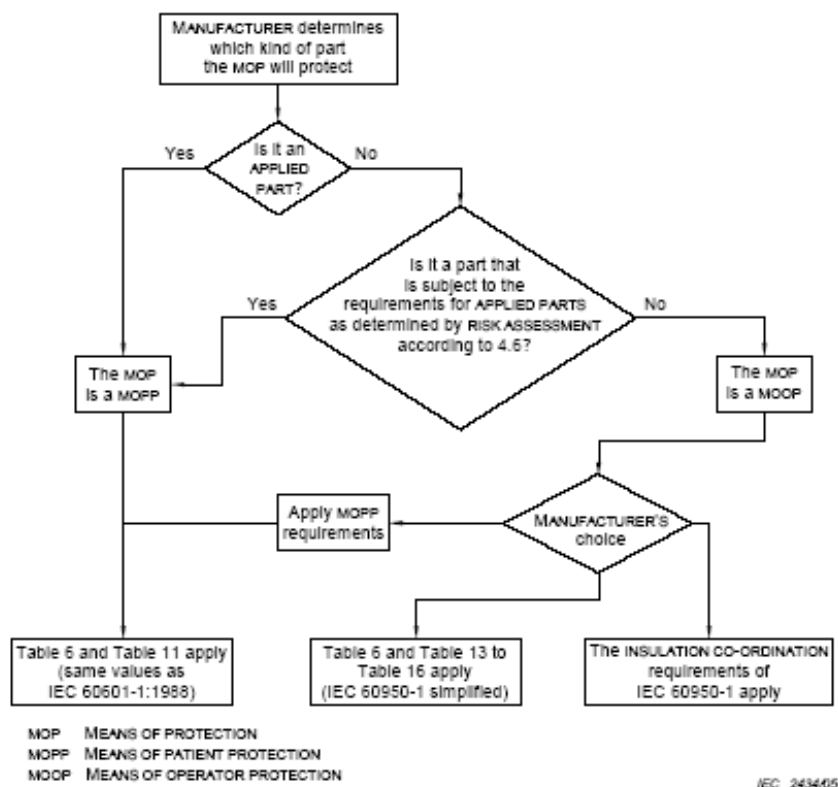 MANUFACTURER determines
which kind of part
the MOP will protect
Yes
Is it an
APPLIED
PART?
No
Is it a part that
is subject to the
requirements for APPLIED PARTS
as determined by RISK ASSESSMENT
according to 4.6?
Yes
No
The MOP
is a MOPP
The MOP
is a MOOP
Apply MOPP
requirements
MANUFACTURER'S
choice
Table 6 and Table 11 apply
(same values as
IEC 60601-1:1988)
Table 6 and Table 13 to
Table 16 apply
(IEC 60950-1 simplified)
The INSULATION CO-ORDINATION
requirements of
IEC 60950-1 apply
MOP MEANS OF PROTECTION
MOPP MEANS OF PATIENT PROTECTION
MOOP MEANS OF OPERATOR PROTECTION
IEC 2434/05